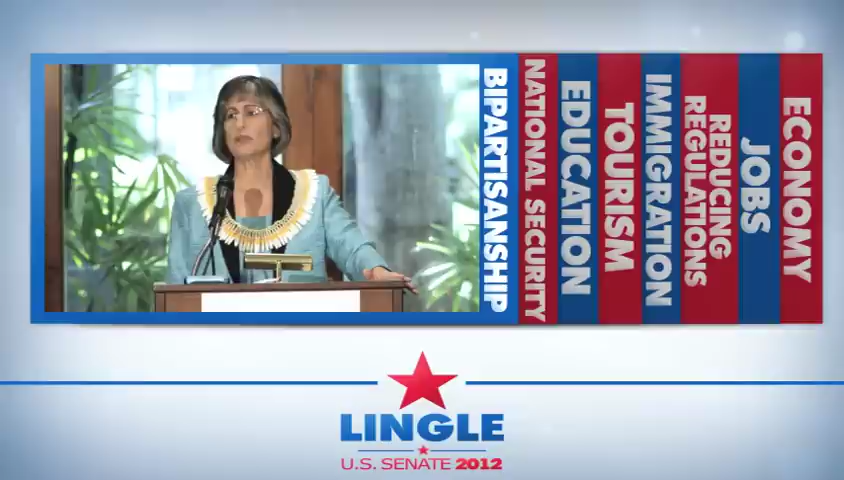 BIPARTISANSHIP
NATIONAL SECURITY
EDUCATION
TOURISM
IMMIGRATION
REDUCING
REGULATIONS
JOBS
ECONOMY
LINGLE
U.S. SENATE 2012